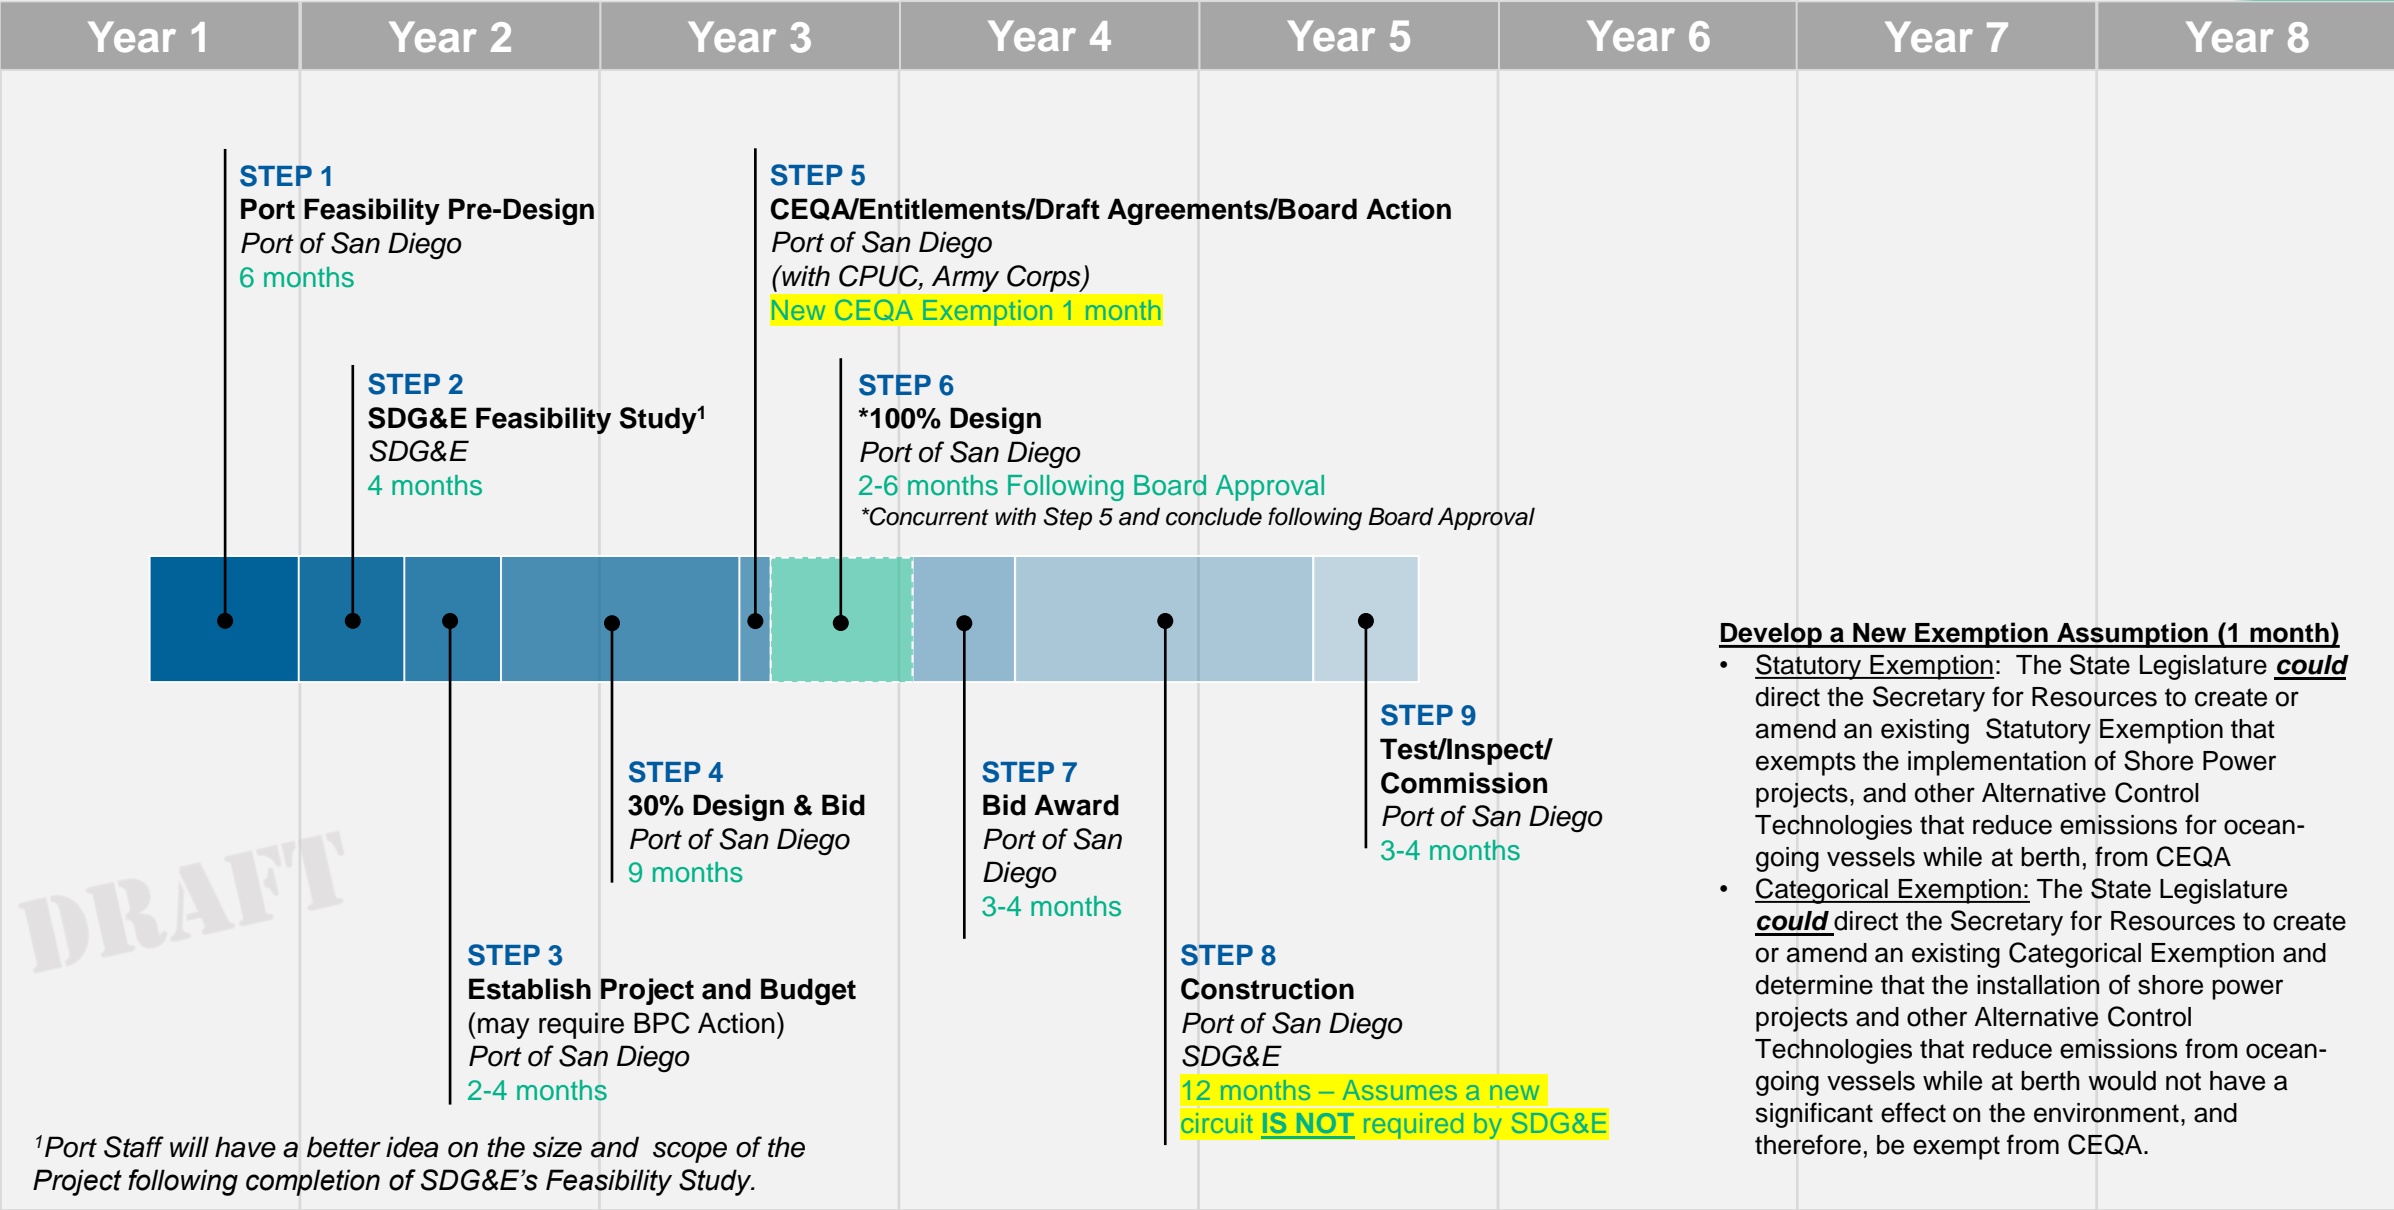 Year 1 Year 2 Year 3 Year 4 Year 5 Year 6 Year 7 Year 8
STEP 1
Port Feasibility Pre-Design
Port of San Diego
6 months
STEP 5
CEQA/Entitlements/Draft Agreements/Board Action
Port of San Diego
(with CPUC, Army Corps)
New CEQA Exemption 1 month
STEP 2
SDG&E Feasibility Study¹
SDG&E
4 months
STEP 6
*100% Design
Port of San Diego
2-6 months Following Board Approval
*Concurrent with Step 5 and conclude following Board Approval
STEP 3
Establish Project and Budget
(may require BPC Action)
Port of San Diego
2-4 months
STEP 4
30% Design & Bid
Port of San Diego
9 months
STEP 7
Bid Award
Port of San
Diego
3-4 months
STEP 8
Construction
Port of San Diego
SDG&E
12 months – Assumes a new
circuit IS NOT required by SDG&E
STEP 9
Test/Inspect/
Commission
Port of San Diego
3-4 months
Develop a New Exemption Assumption (1 month)
• Statutory Exemption: The State Legislature could
direct the Secretary for Resources to create or
amend an existing Statutory Exemption that
exempts the implementation of Shore Power
projects, and other Alternative Control
Technologies that reduce emissions for ocean-
going vessels while at berth, from CEQA
• Categorical Exemption: The State Legislature
could direct the Secretary for Resources to create
or amend an existing Categorical Exemption and
determine that the installation of shore power
projects and other Alternative Control
Technologies that reduce emissions from ocean-
going vessels while at berth would not have a
significant effect on the environment, and
therefore, be exempt from CEQA.
DRAFT
¹Port Staff will have a better idea on the size and scope of the
Project following completion of SDG&E's Feasibility Study.